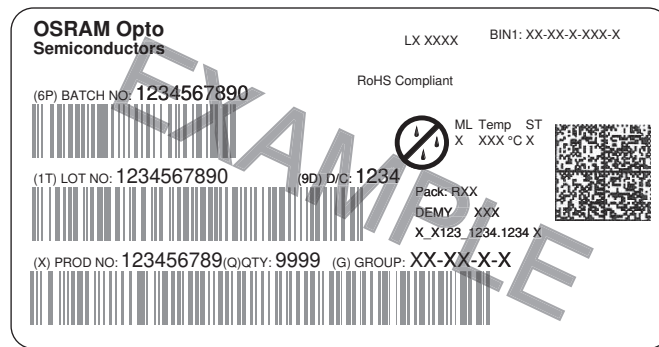 OSRAM Opto
Semiconductors
LX XXXX
BIN1: XX-XX-X-XXX-X
RoHS Compliant
(6P) BATCH NO: 1234567890
ML Temp ST
X XXX °C X
(1T) LOT NO: 1234567890 (9D) D/C: 1234
Pack: RXX
DEMY XXX
X_X123_1234.1234 X
(X) PROD NO: 123456789(Q)QTY: 9999 (G) GROUP: XX-XX-X-X
EXAMPLE